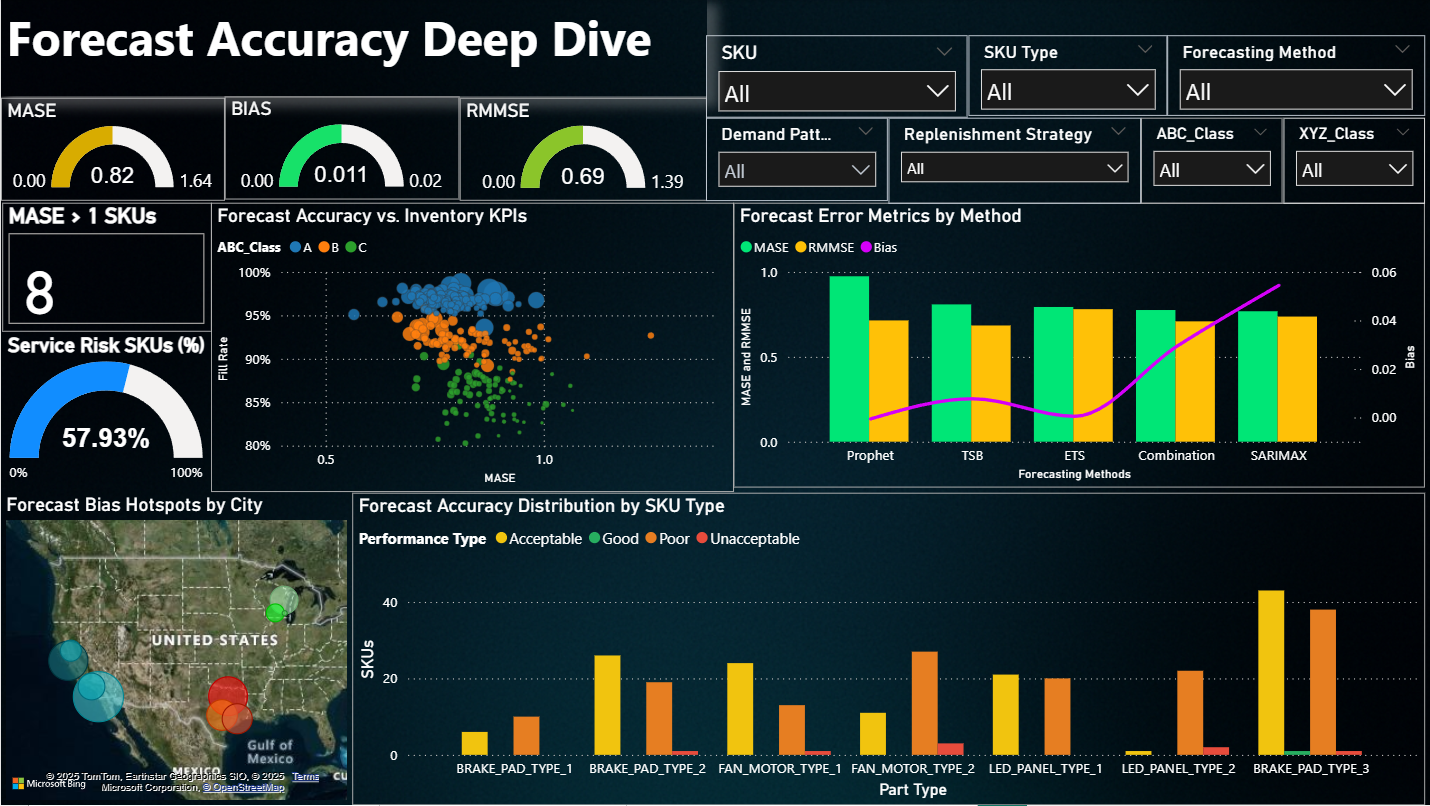 Forecast Accuracy Deep Dive
SKU
All
SKU Type
All
Forecasting Method
All
MASE
0.00
0.82
1.64
BIAS
0.00
0.011
0.02
RMMSE
0.00
0.69
1.39
Demand Patt...
All
Replenishment Strategy
All
ABC_Class
All
XYZ_Class
All
MASE > 1 SKUs
8
Service Risk SKUs (%)
57.93%
0%
100%
Forecast Accuracy vs. Inventory KPIs
ABC_Class A B C
Fill Rate
100%
95%
90%
85%
80%
0.5
1.0
MASE
Forecast Error Metrics by Method
MASE RMMSE Bias
MASE and RMMSE
1.0
0.5
0.0
0.06
0.04
0.02
0.00
Bias
Prophet
TSB
ETS
Combination
SARIMAX
Forecasting Methods
Forecast Bias Hotspots by City
UNITED STATES
Gulf of
Mexico
MEXICO
CU
Microsoft Bing
© 2025 TomTom, Earthstar Geographics SIO, © 2025 Terms
Microsoft Corporation, © OpenStreetMap
Forecast Accuracy Distribution by SKU Type
Performance Type Acceptable Good Poor Unacceptable
SKUs
40
20
0
BRAKE_PAD_TYPE_1
BRAKE_PAD_TYPE_2
FAN_MOTOR_TYPE_1
FAN_MOTOR_TYPE_2
LED_PANEL_TYPE_1
LED_PANEL_TYPE_2
BRAKE_PAD_TYPE_3
Part Type